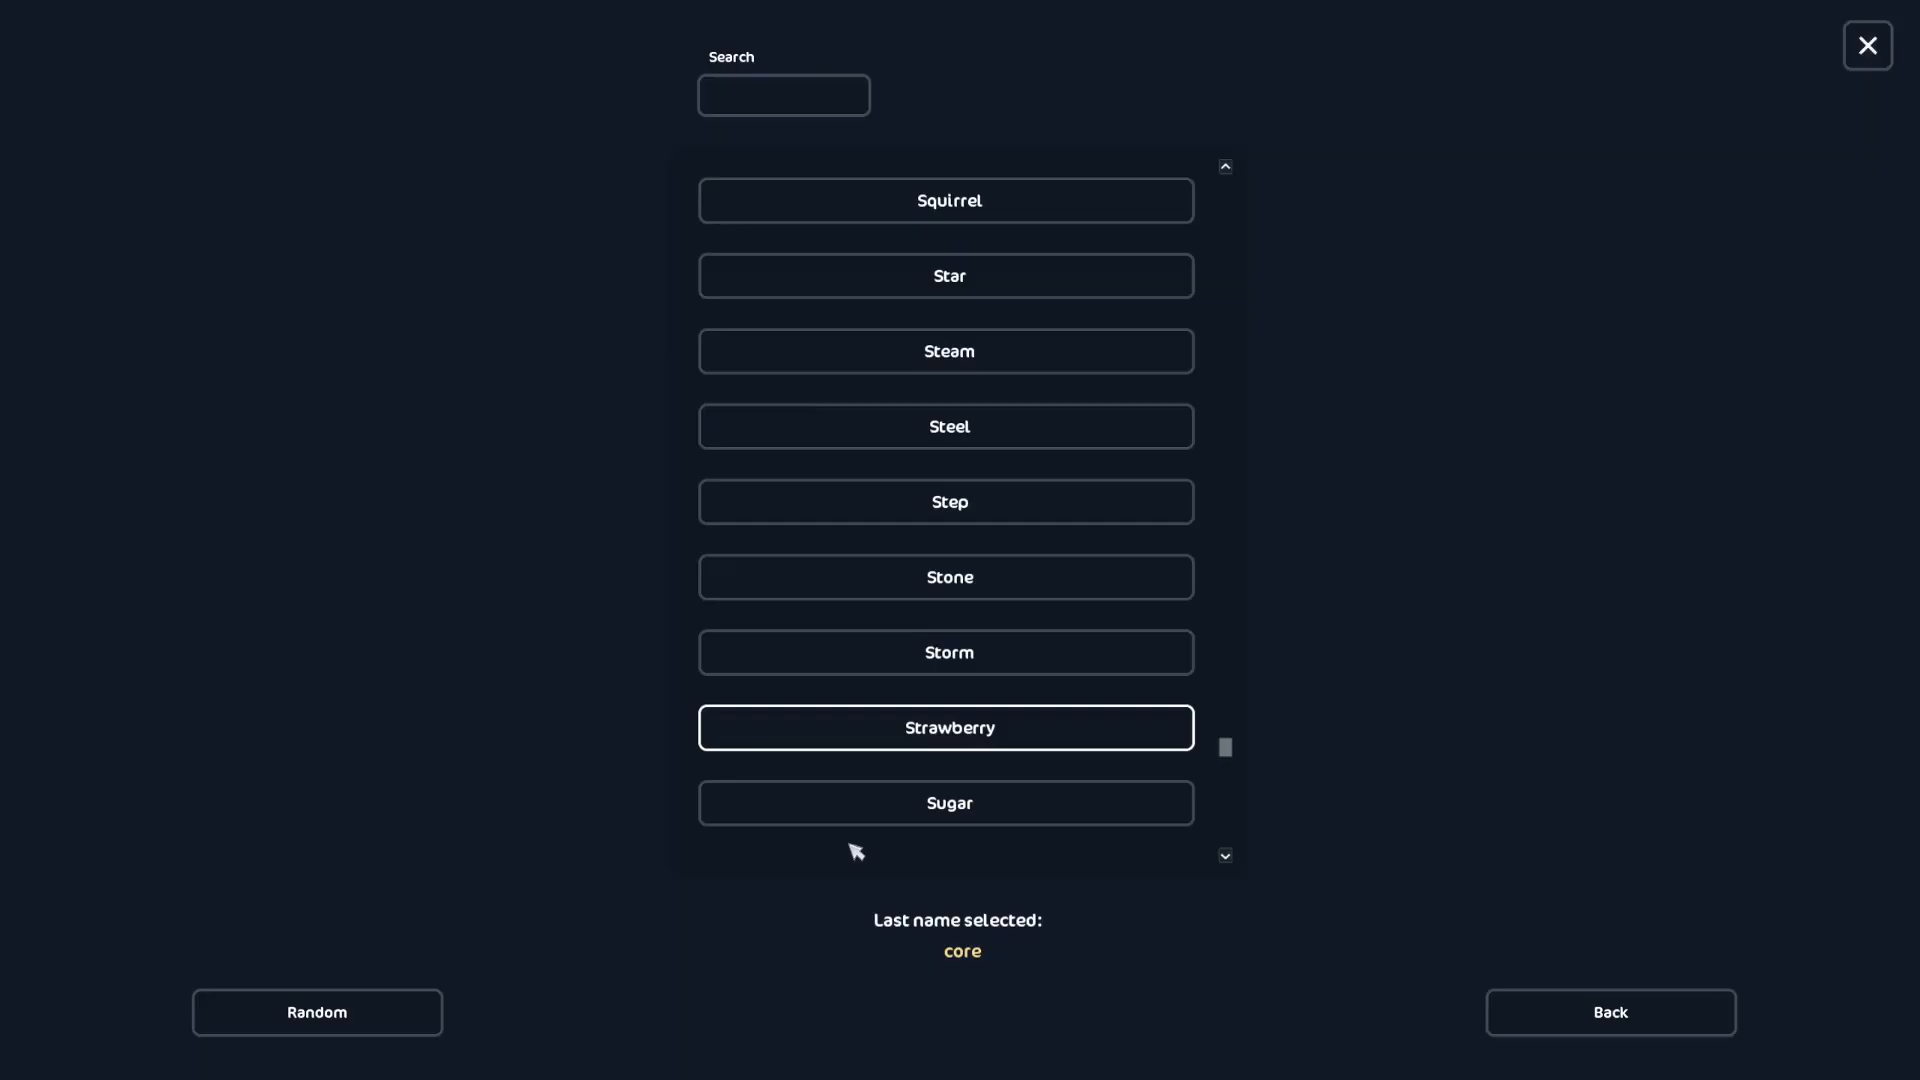 Search
Squirrel
Star
Steam
Steel
Step
Stone
Storm
Strawberry
Sugar
Last name selected:
core
Random
Back